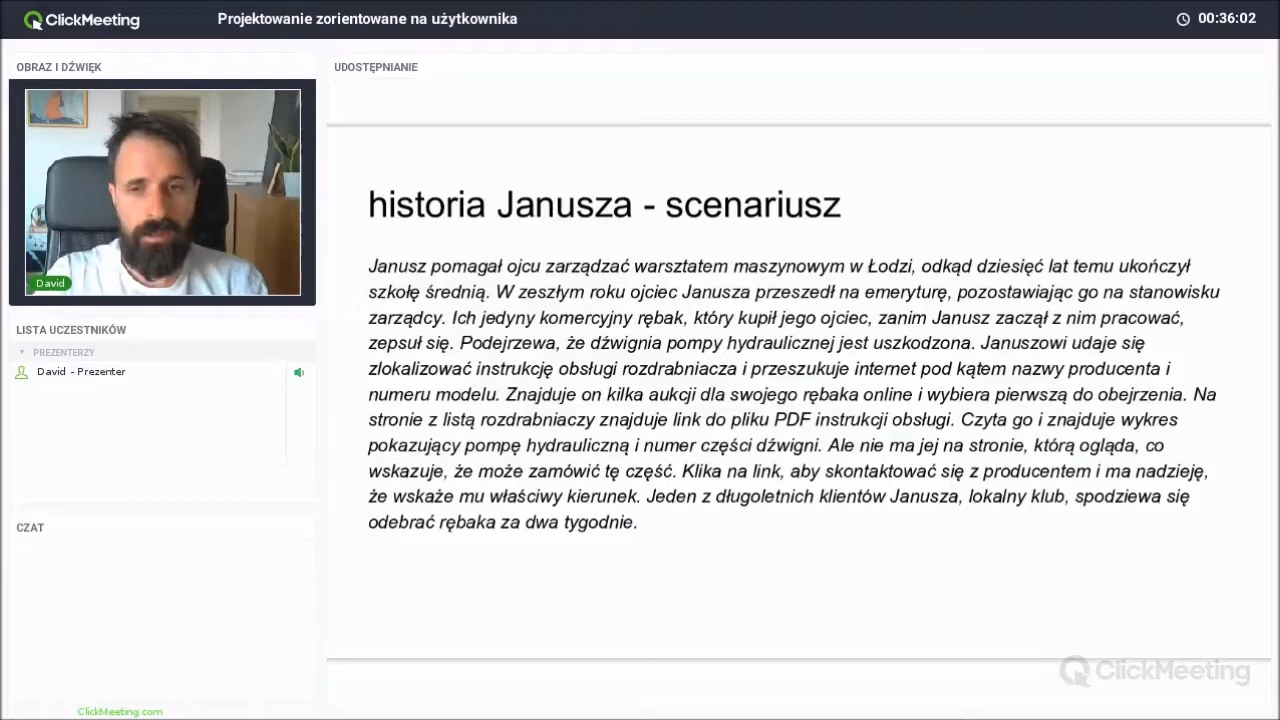 ClickMeeting
Projektowanie zorientowane na użytkownika
00:36:02
OBRAZ I DŹWIĘK
David
LISTA UCZESTNIKÓW
PREZENTERZY
David - Prezenter
CZAT
ClickMeeting.com
UDOSTĘPNIANIE
historia Janusza - scenariusz
Janusz pomagał ojcu zarządzać warsztatem maszynowym w Łodzi, odkąd dziesięć lat temu ukończył
szkołę średnią. W zeszłym roku ojciec Janusza przeszedł na emeryturę, pozostawiając go na stanowisku
zarządcy. Ich jedyny komercyjny rębak, który kupił jego ojciec, zanim Janusz zaczął z nim pracować,
zepsuł się. Podejrzewa, że dźwignia pompy hydraulicznej jest uszkodzona. Januszowi udaje się
zlokalizować instrukcję obsługi rozdrabniacza i przeszukuje internet pod kątem nazwy producenta i
numeru modelu. Znajduje on kilka aukcji dla swojego rębaka online i wybiera pierwszą do obejrzenia. Na
stronie z listą rozdrabniaczy znajduje link do pliku PDF instrukcji obsługi. Czyta go i znajduje wykres
pokazujący pompę hydrauliczną i numer części dźwigni. Ale nie ma jej na stronie, którą ogląda, co
wskazuje, że może zamówić tę część. Klika na link, aby skontaktować się z producentem i ma nadzieję,
że wskaże mu właściwy kierunek. Jeden z długoletnich klientów Janusza, lokalny klub, spodziewa się
odebrać rębaka za dwa tygodnie.
ClickMeeting